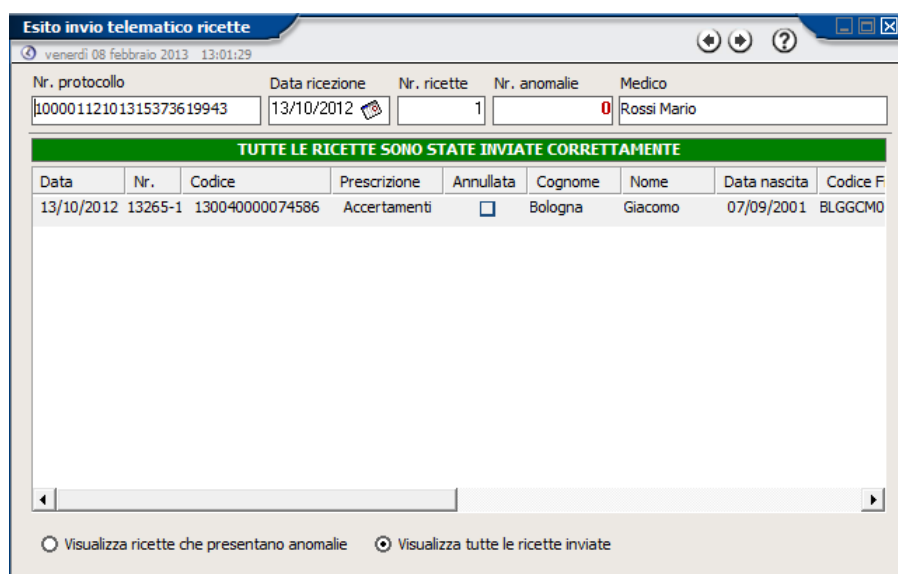 Esito invio telematico ricette
venerdì 08 febbraio 2013 13:01:29
Nr. protocollo Data ricezione Nr. ricette Nr. anomalie Medico
10000112101315373619943 13/10/2012 1 0 Rossi Mario
TUTTE LE RICETTE SONO STATE INVIATE CORRETTAMENTE
Data Nr. Codice Prescrizione Annullata Cognome Nome Data nascita Codice F
13/10/2012 13265-1 130040000074586 Accertamenti Bologna Giacomo 07/09/2001 BLGGCM0
Visualizza ricette che presentano anomalie Visualizza tutte le ricette inviate